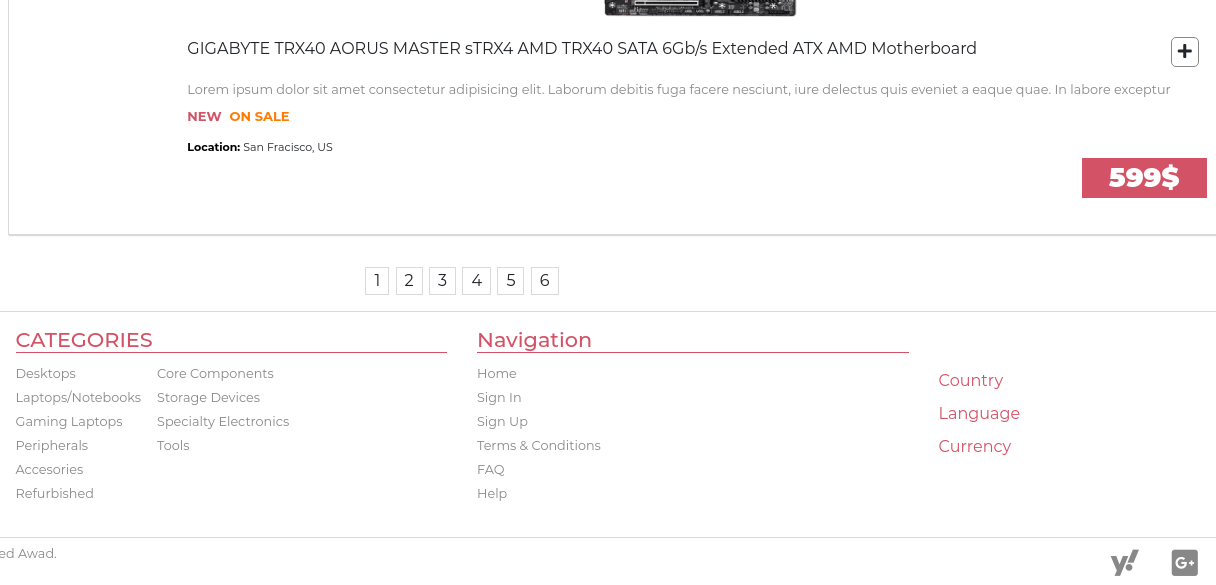 GIGABYTE TRX40 AORUS MASTER sTRX4 AMD TRX40 SATA 6Gb/s Extended ATX AMD Motherboard
Lorem ipsum dolor sit amet consectetur adipisicing elit. Laborum debitis fuga facere nesciunt, iure delectus quis eveniet a eaque quae. In labore exceptur
NEW ON SALE
Location: San Fracisco, US
599$
1 2 3 4 5 6
CATEGORIES
Desktops
Laptops/Notebooks
Gaming Laptops
Peripherals
Accesories
Refurbished
Core Components
Storage Devices
Specialty Electronics
Tools
Navigation
Home
Sign In
Sign Up
Terms & Conditions
FAQ
Help
Country
Language
Currency
ed Awad.
y! G+